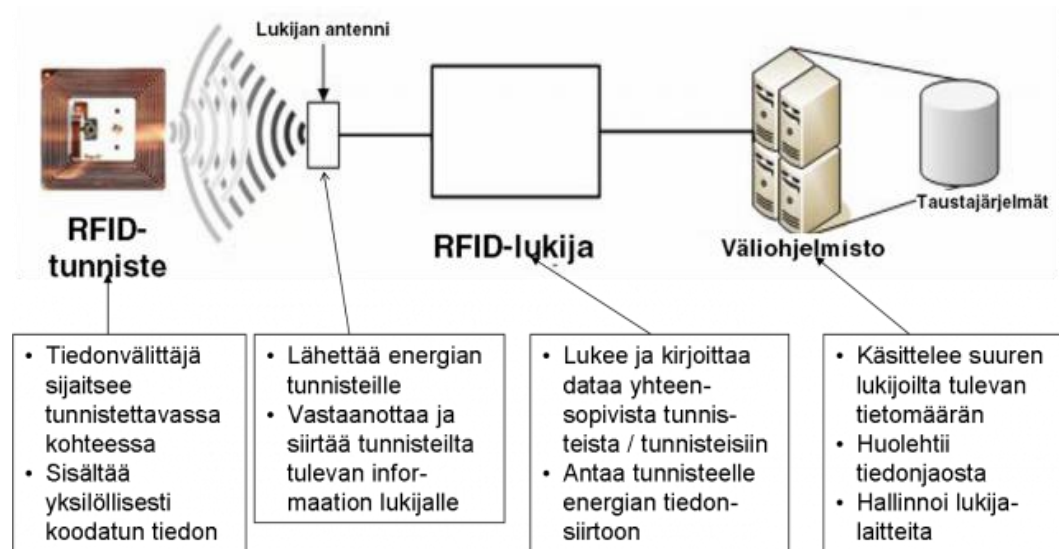 Lukijan antenni
RFID-
tunniste
RFID-lukija
Väliohjelmisto
Taustajärjelmät
• Tiedonvälittäjä
sijaitsee
tunnistettavassa
kohteessa
• Sisältää
yksilöllisesti
koodatun tiedon
• Lähettää energian
tunnisteille
• Vastaanottaa ja
siirtää tunnisteilta
tulevan infor-
maation lukijalle
• Lukee ja kirjoittaa
dataa yhteen-
sopivista tunnis-
teista / tunnisteisiin
• Antaa tunnisteelle
energian tiedon-
siirtoon
• Käsittelee suuren
lukijoilta tulevan
tietomäärän
• Huolehtii
tiedonjaosta
• Hallinnoi lukija-
laitteita